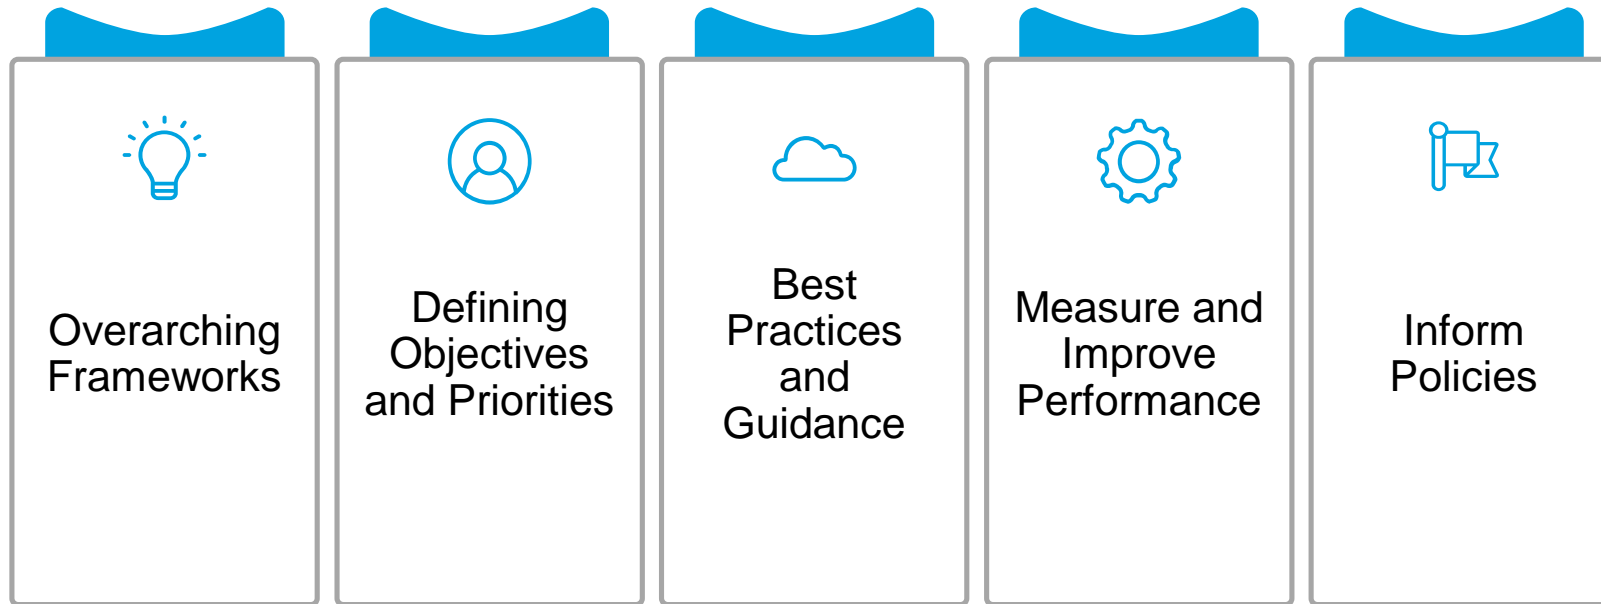 Overarching
Frameworks
Defining
Objectives
and Priorities
Best
Practices
and
Guidance
Measure and
Improve
Performance
Inform
Policies